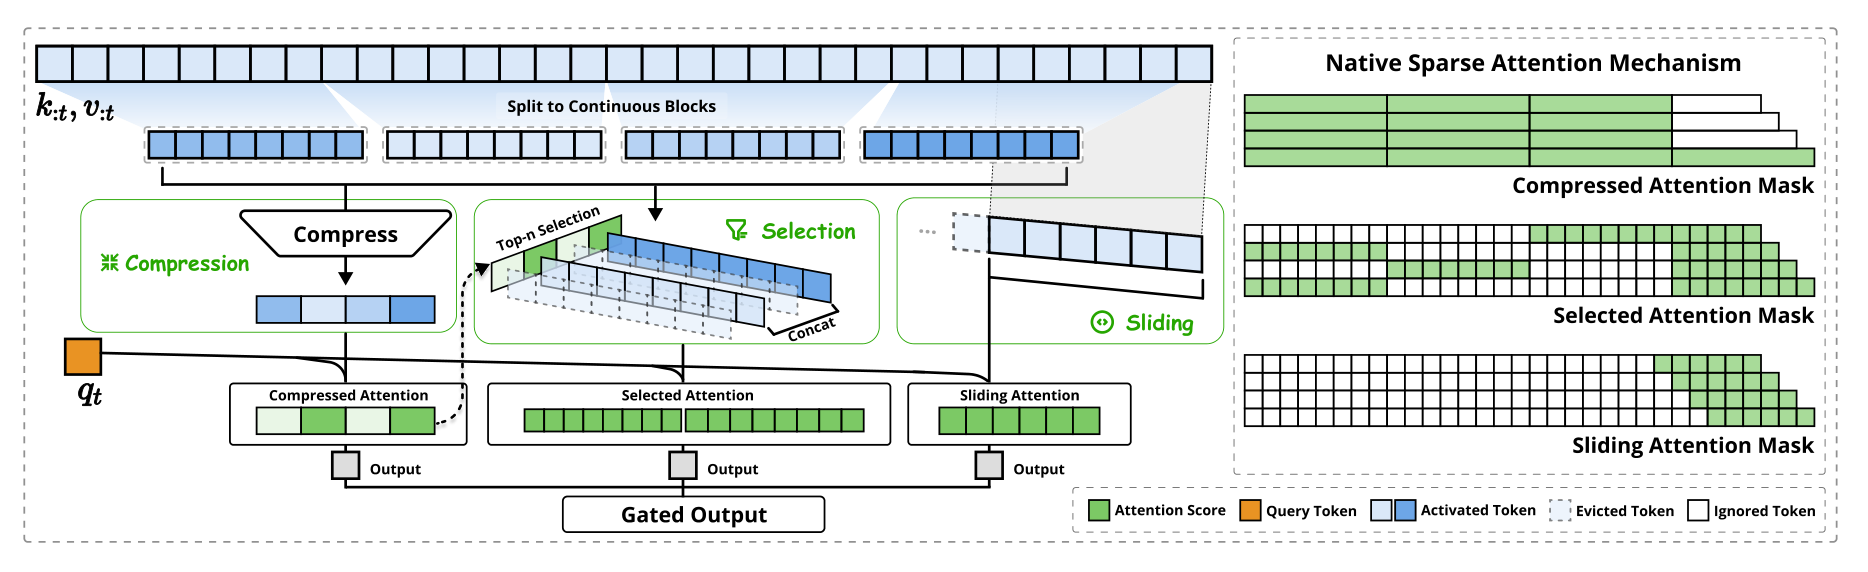 k:t, v:t
Split to Continuous Blocks
Compression
Compress
Top-n Selection
Selection
Concat
...
Sliding
qt
Compressed Attention
Selected Attention
Sliding Attention
Output
Output
Output
Gated Output
Native Sparse Attention Mechanism
Compressed Attention Mask
Selected Attention Mask
Sliding Attention Mask
Attention Score
Query Token
Activated Token
Evicted Token
Ignored Token